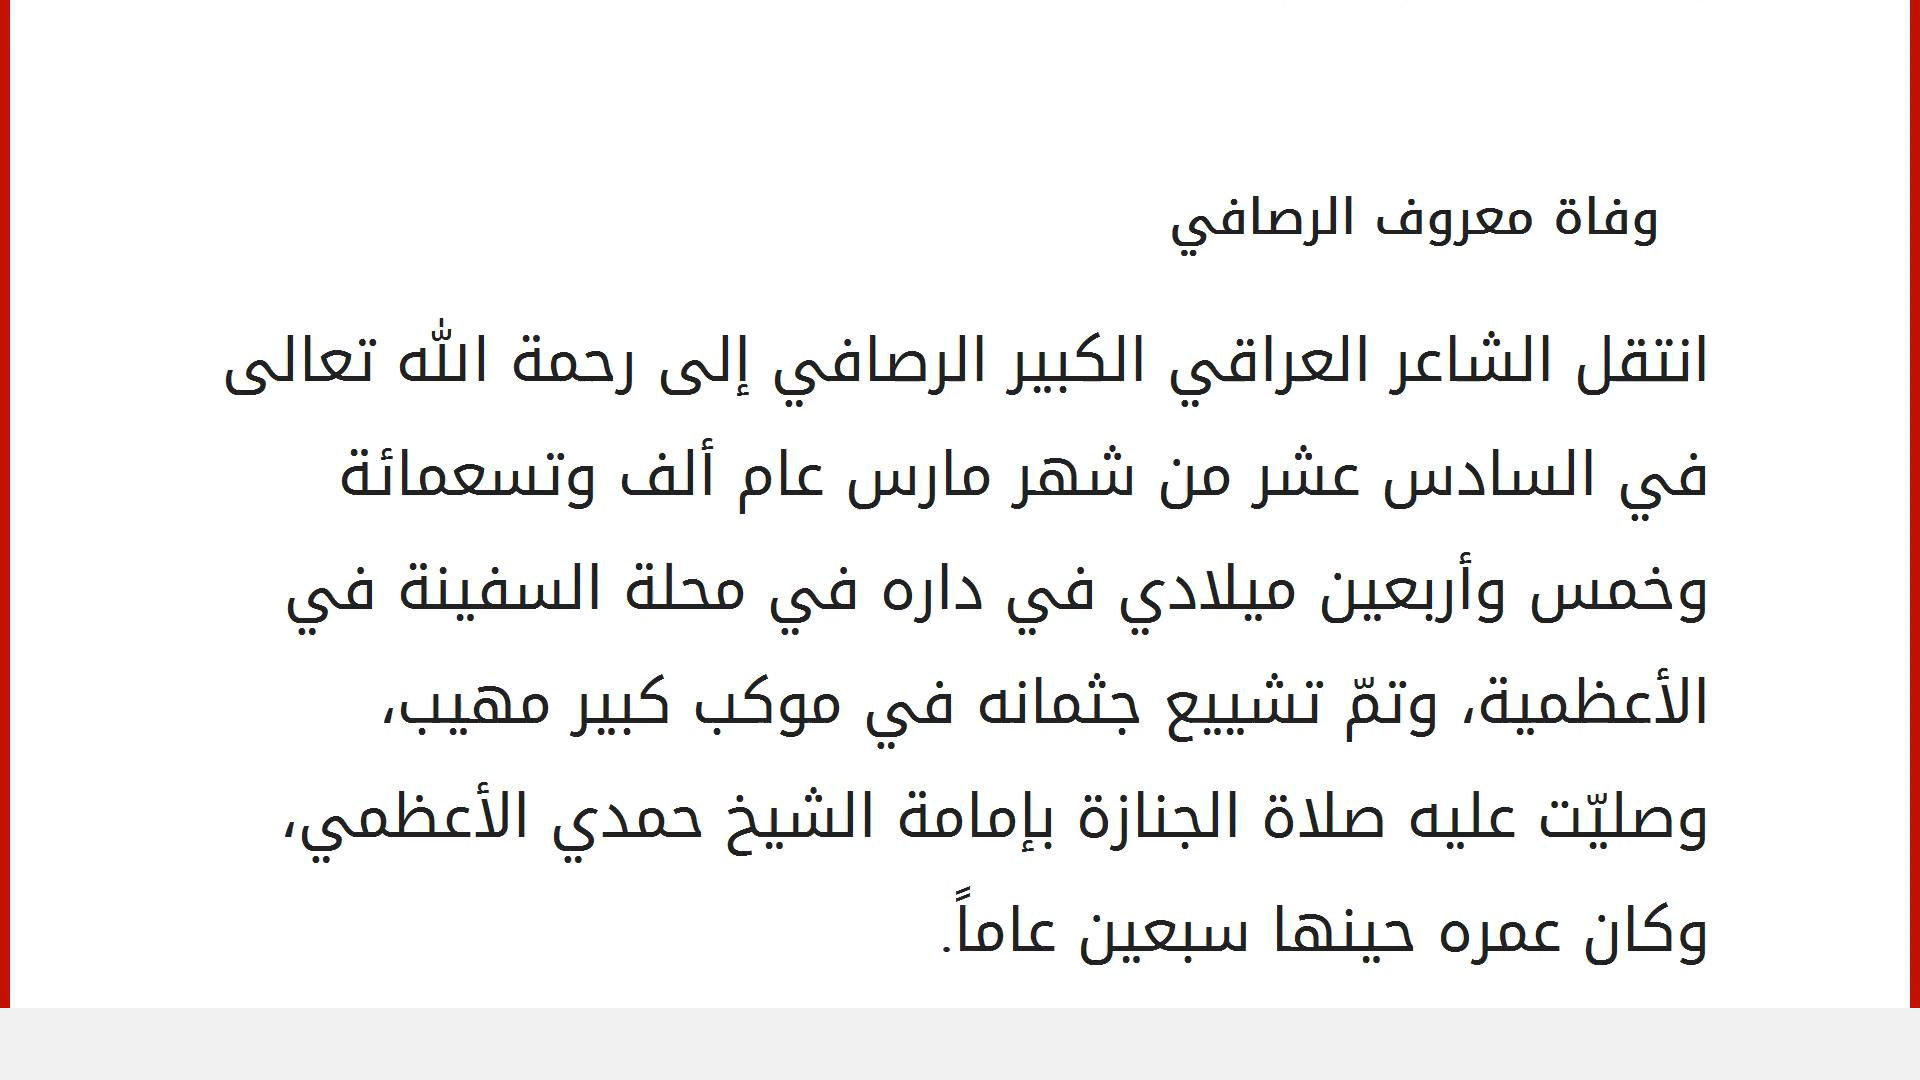 وفاة معروف الرصافي
انتقل الشاعر العراقي الكبير الرصافي إلى رحمة الله تعالى
في السادس عشر من شهر مارس عام ألف وتسعمائة
وخمس وأربعين ميلادي في داره في محلة السفينة في
الأعظمية، وتمّ تشييع جثمانه في موكب كبير مهيب،
وصليّت عليه صلاة الجنازة بإمامة الشيخ حمدي الأعظمي،
وكان عمره حينها سبعين عاماً.